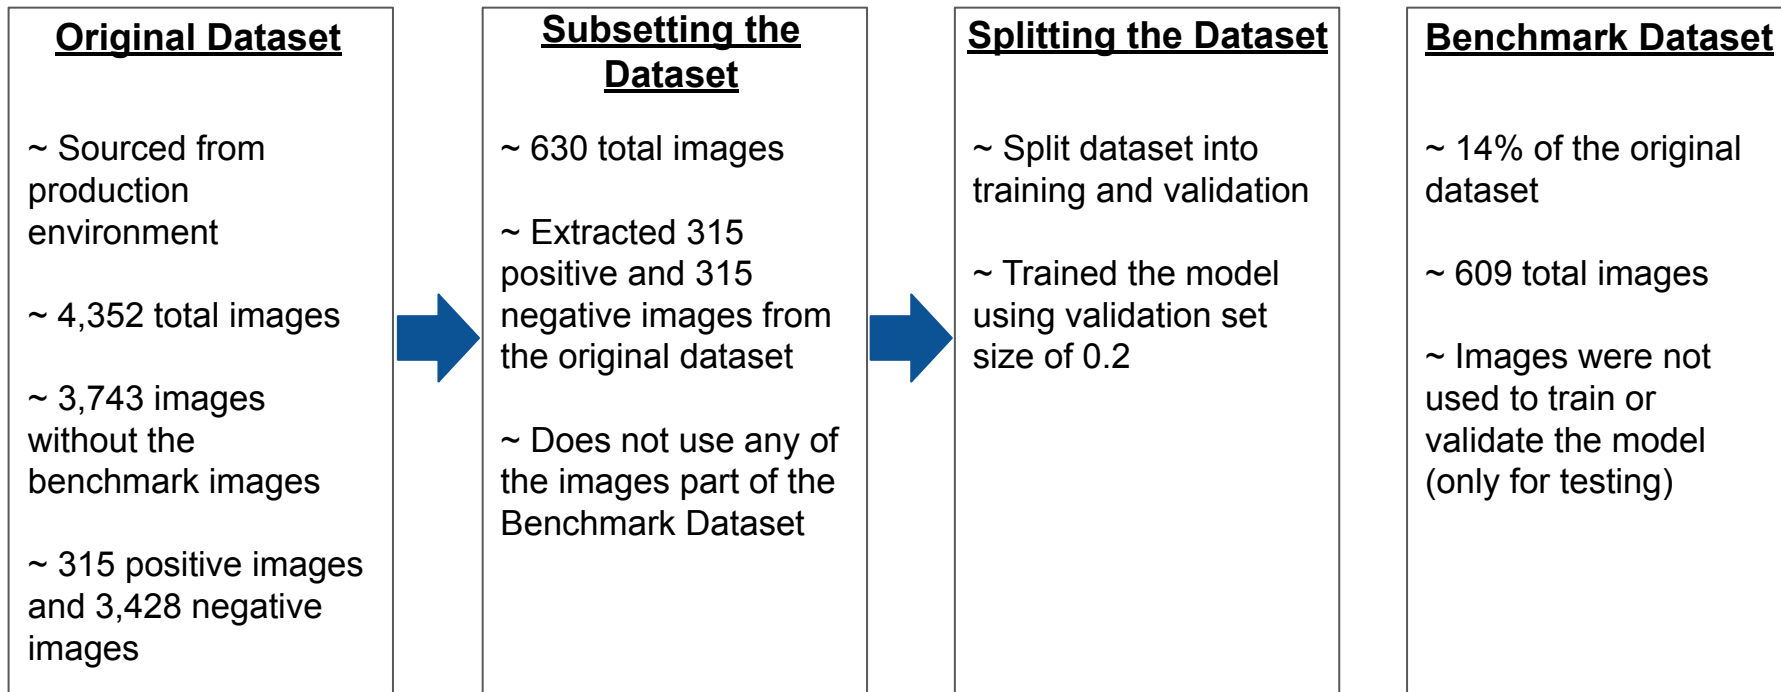 Original Dataset
~ Sourced from
production
environment
~ 4,352 total images
~ 3,743 images
without the
benchmark images
~ 315 positive images
and 3,428 negative
images
Subsetting the
Dataset
~ 630 total images
~ Extracted 315
positive and 315
negative images from
the original dataset
~ Does not use any of
the images part of the
Benchmark Dataset
Splitting the Dataset
~ Split dataset into
training and validation
~ Trained the model
using validation set
size of 0.2
Benchmark Dataset
~ 14% of the original
dataset
~ 609 total images
~ Images were not
used to train or
validate the model
(only for testing)